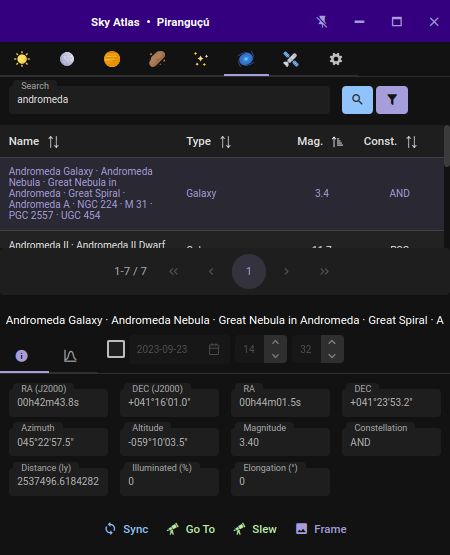 Sky Atlas • Piranguçú
Search
andromeda
Name Type Mag. Const.
Andromeda Galaxy · Andromeda
Nebula · Great Nebula in
Andromeda · Great Spiral ·
Andromeda A · NGC 224 · M 31 ·
PGC 2557 · UGC 454
Galaxy 3.4 AND
Andromeda II · Andromeda II Dwarf
1-7 / 7 « ‹ 1 › »
Andromeda Galaxy · Andromeda Nebula · Great Nebula in Andromeda · Great Spiral · A
2023-09-23 14 32
RA (J2000) DEC (J2000) RA DEC
00h42m43.8s +041°16'01.0" 00h44m01.5s +041°23'53.2"
Azimuth Altitude Magnitude Constellation
045°22'57.5" -059°10'03.5" 3.40 AND
Distance (ly) Illuminated (%) Elongation (°)
2537496.6184282 0 0
Sync Go To Slew Frame